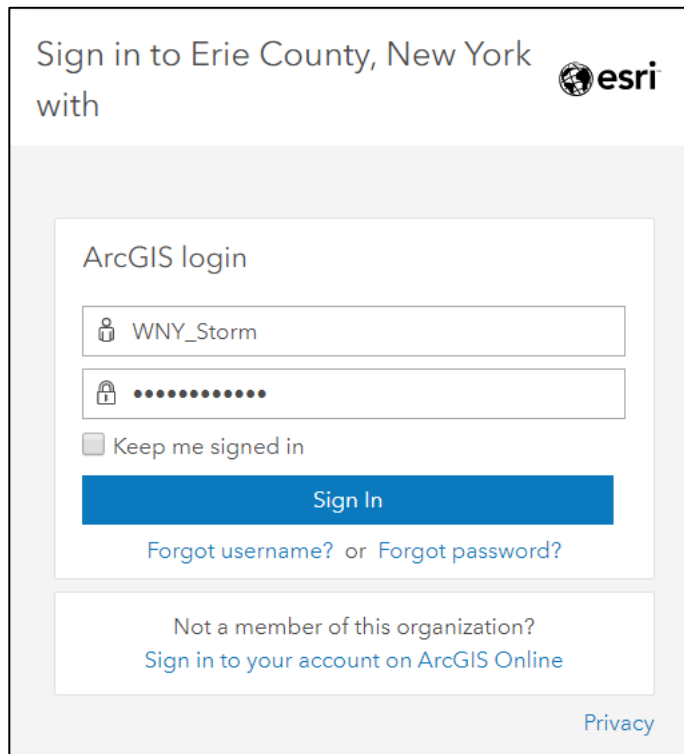 Sign in to Erie County, New York
with
esri
ArcGIS login
WNY_Storm
••••••••••••
Keep me signed in
Sign In
Forgot username? or Forgot password?
Not a member of this organization?
Sign in to your account on ArcGIS Online
Privacy